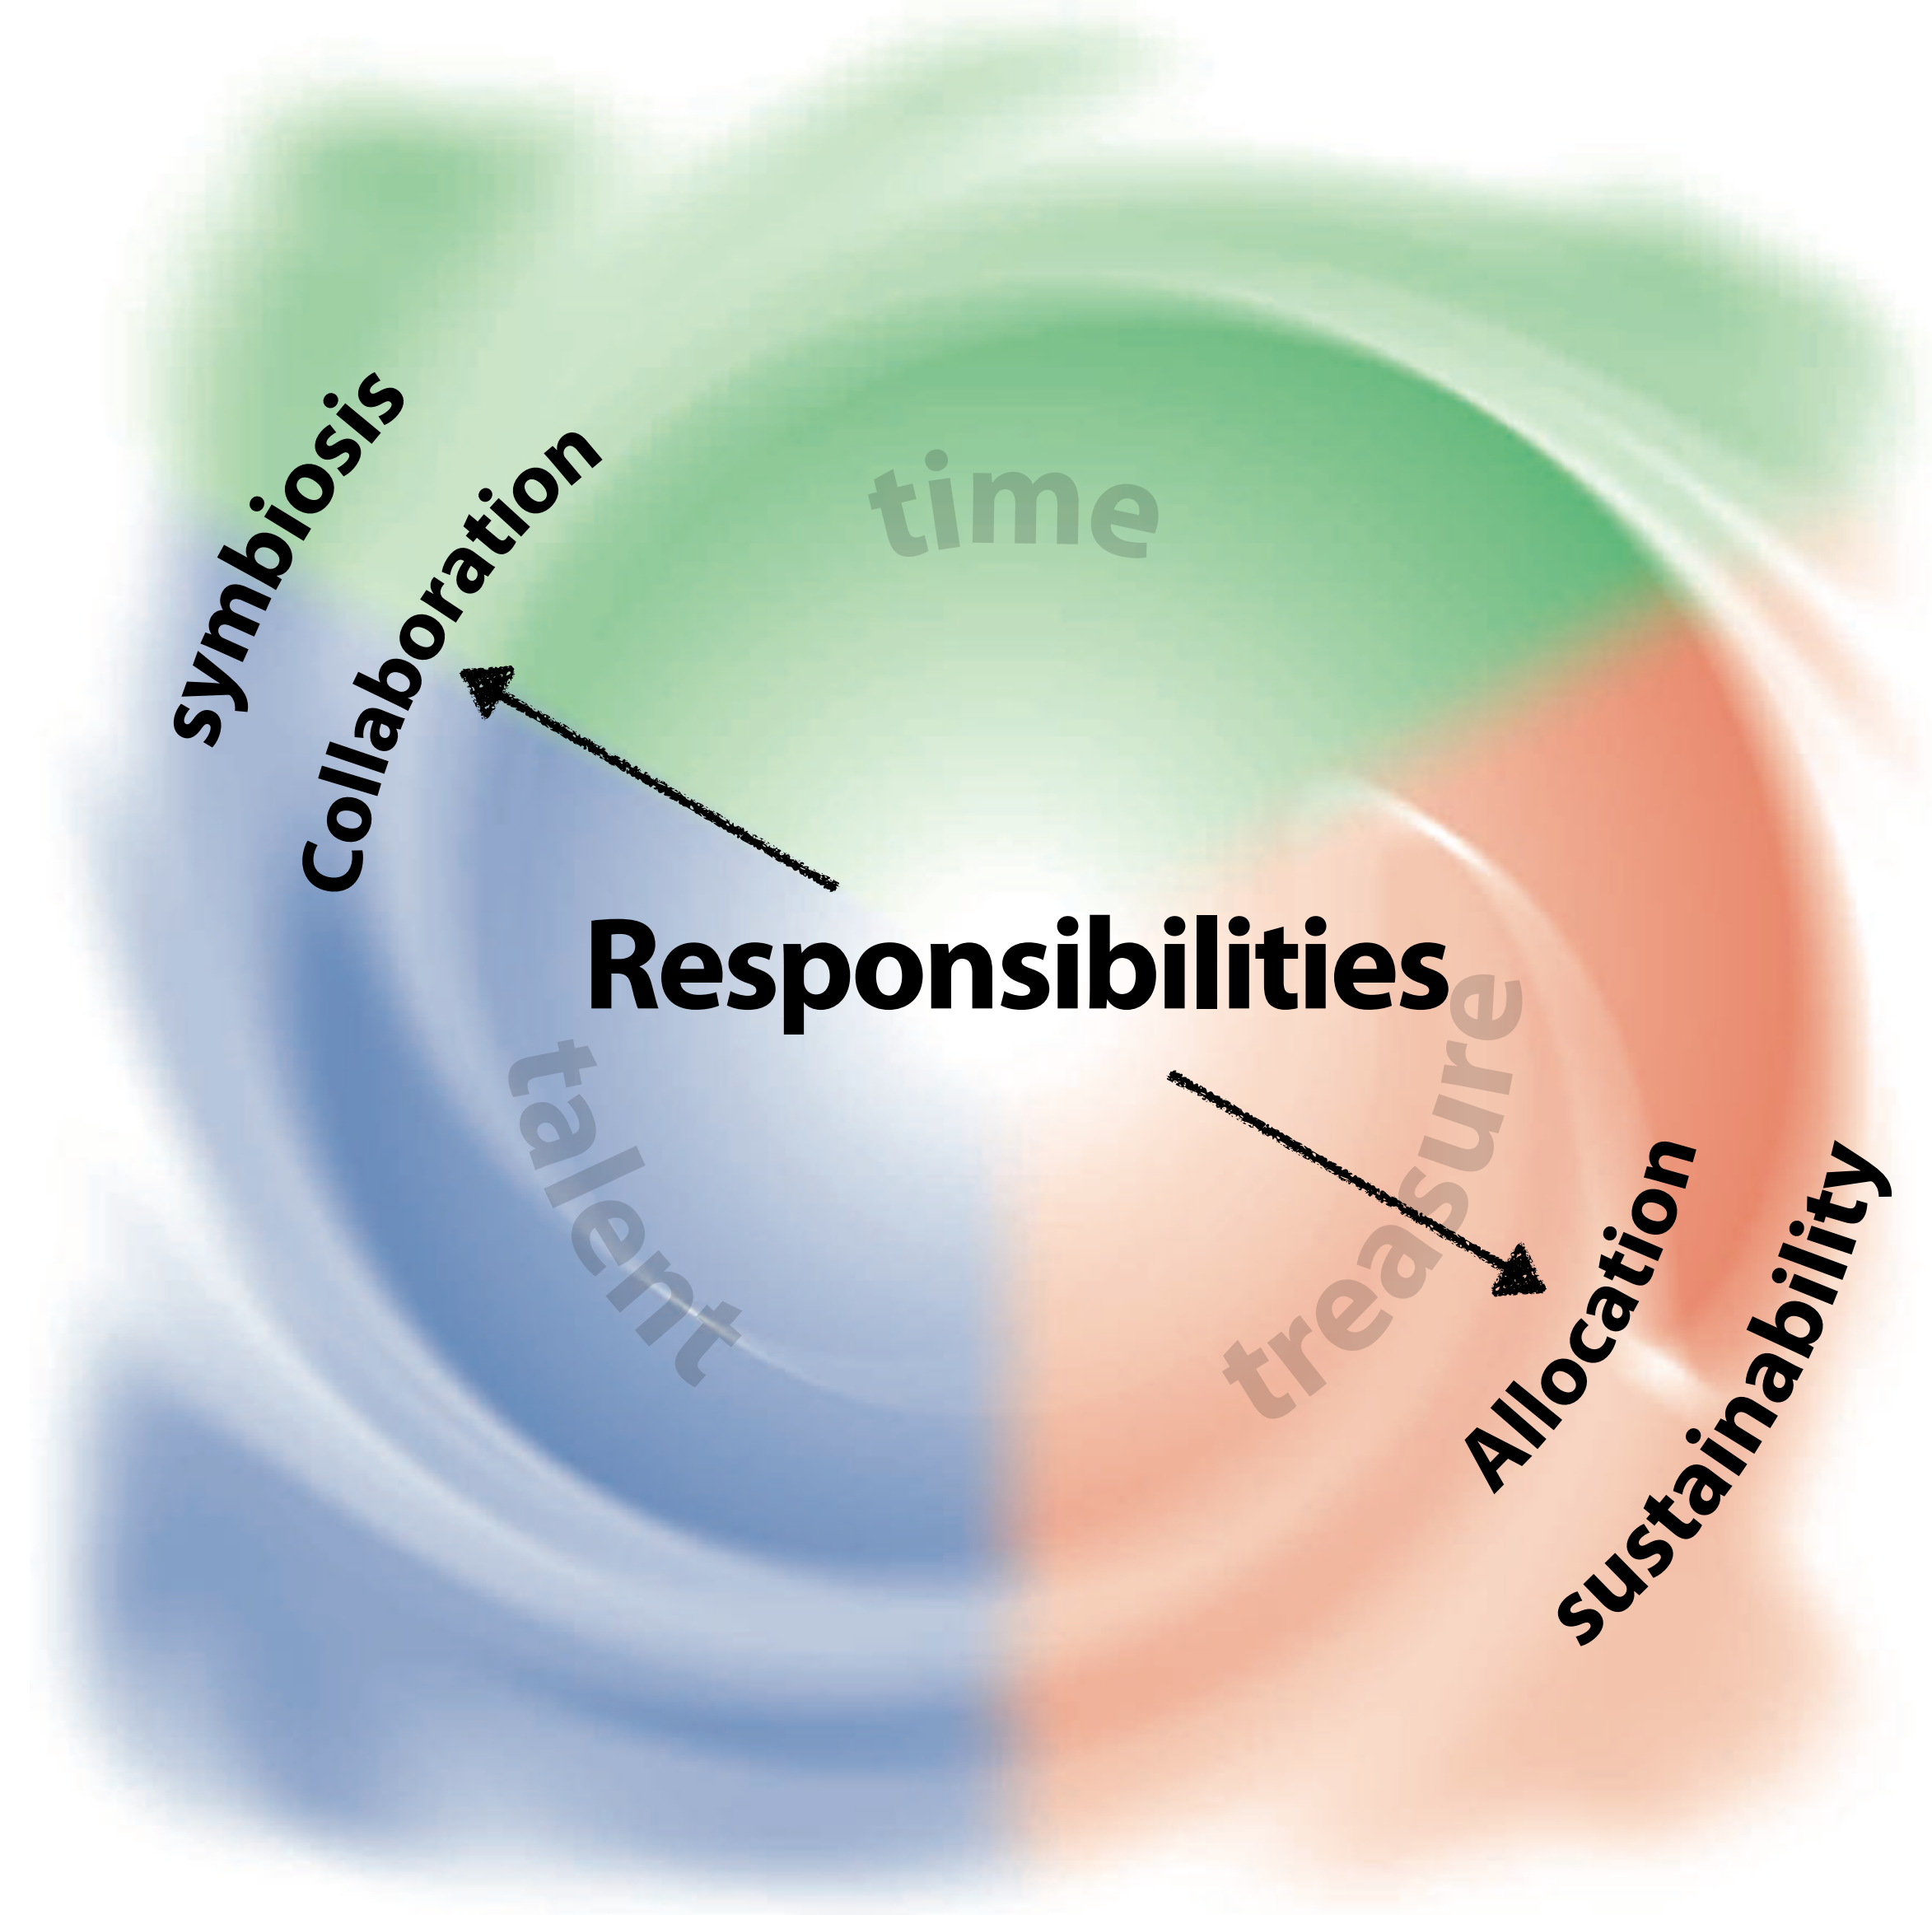 symbiosis
Collaboration
time
Responsibilities
talent
treasure
Allocation
sustainability